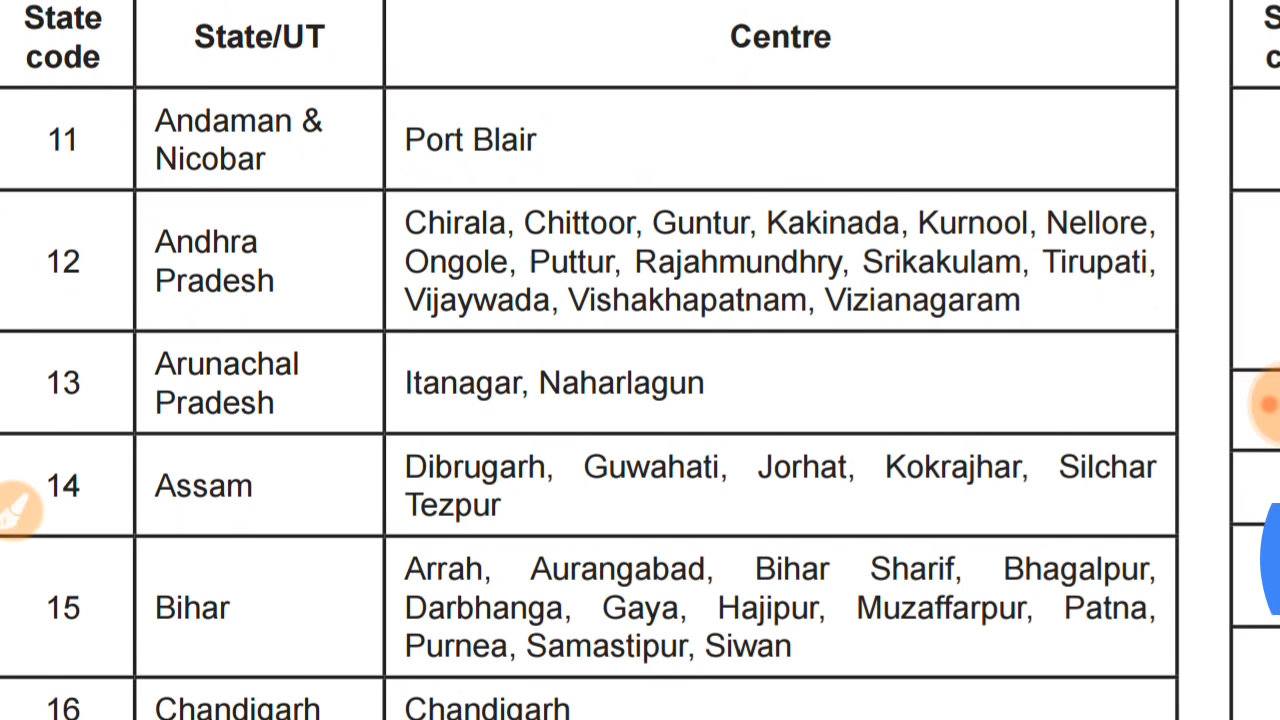 State code
State/UT
Centre
11
Andaman &
Nicobar
Port Blair
12
Andhra
Pradesh
Chirala, Chittoor, Guntur, Kakinada, Kurnool, Nellore,
Ongole, Puttur, Rajahmundhry, Srikakulam, Tirupati,
Vijaywada, Vishakhapatnam, Vizianagaram
13
Arunachal
Pradesh
Itanagar, Naharlagun
14
Assam
Dibrugarh, Guwahati, Jorhat, Kokrajhar, Silchar
Tezpur
15
Bihar
Arrah, Aurangabad, Bihar Sharif, Bhagalpur,
Darbhanga, Gaya, Hajipur, Muzaffarpur, Patna,
Purnea, Samastipur, Siwan
16
Chandigarh
Chandigarh